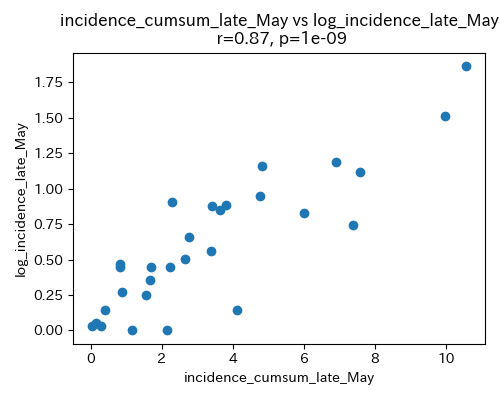 incidence_cumsum_late_May vs log_incidence_late_May
r=0.87, p=1e-09
log_incidence_late_May
1.75
1.50
1.25
1.00
0.75
0.50
0.25
0.00
0 2 4 6 8 10
incidence_cumsum_late_May